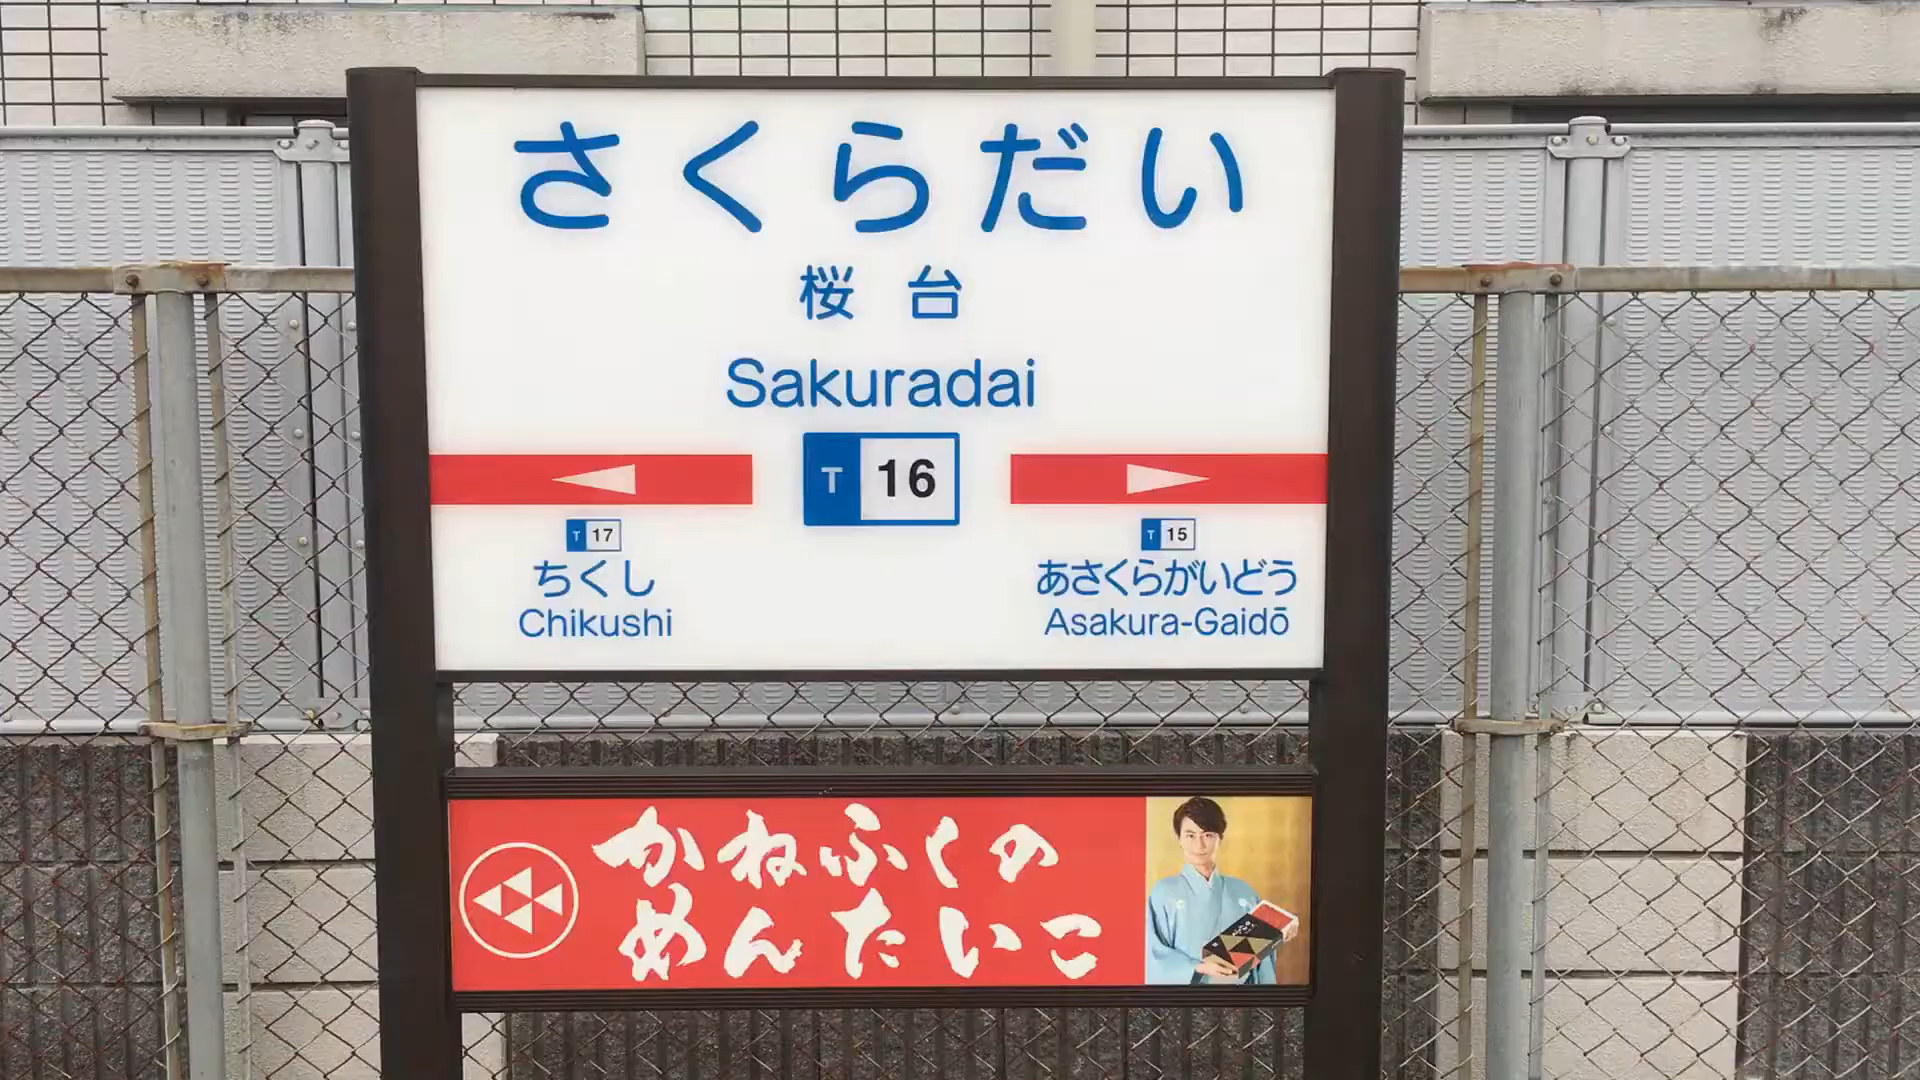 さくらだい
桜台
Sakuradai
T 16
T 17
ちくし
Chikushi
T 15
あさくらがいどう
Asakura-Gaidō
かねふくの
めんたいこ